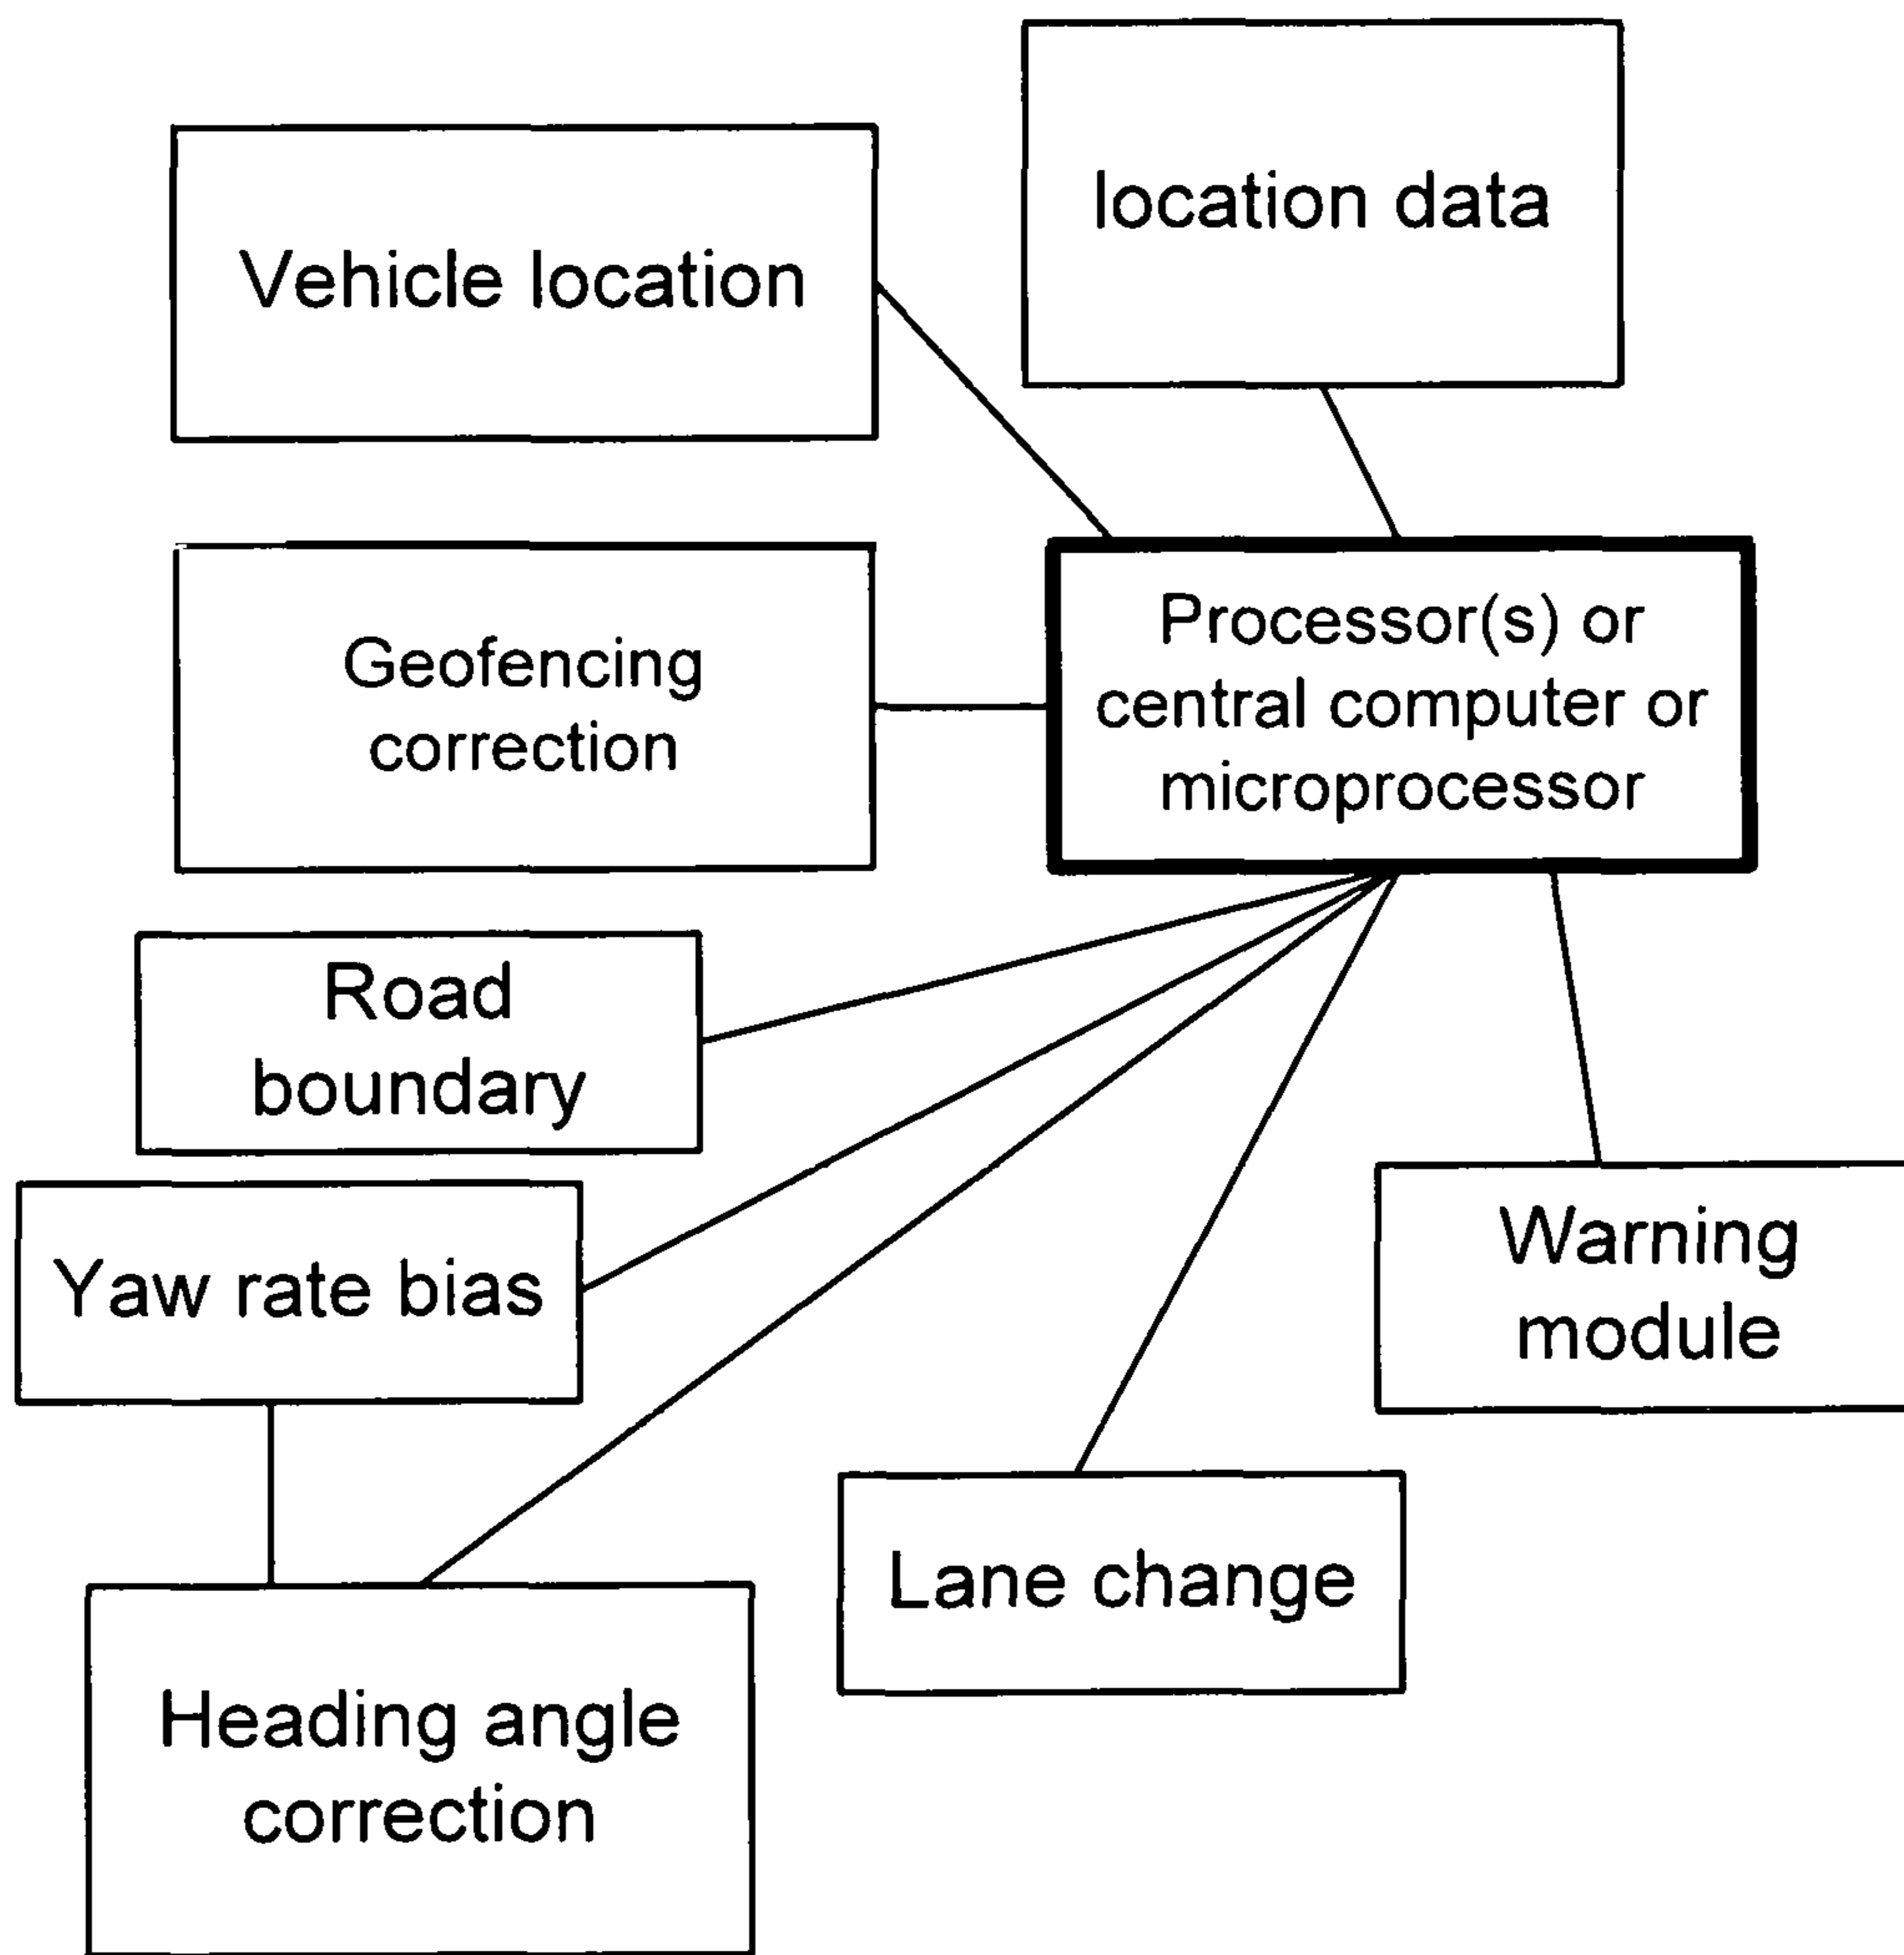 location data
Vehicle location
Processor(s) or
central computer or
microprocessor
Geofencing
correction
Road
boundary
Yaw rate bias
Warning
module
Lane change
Heading angle
correction